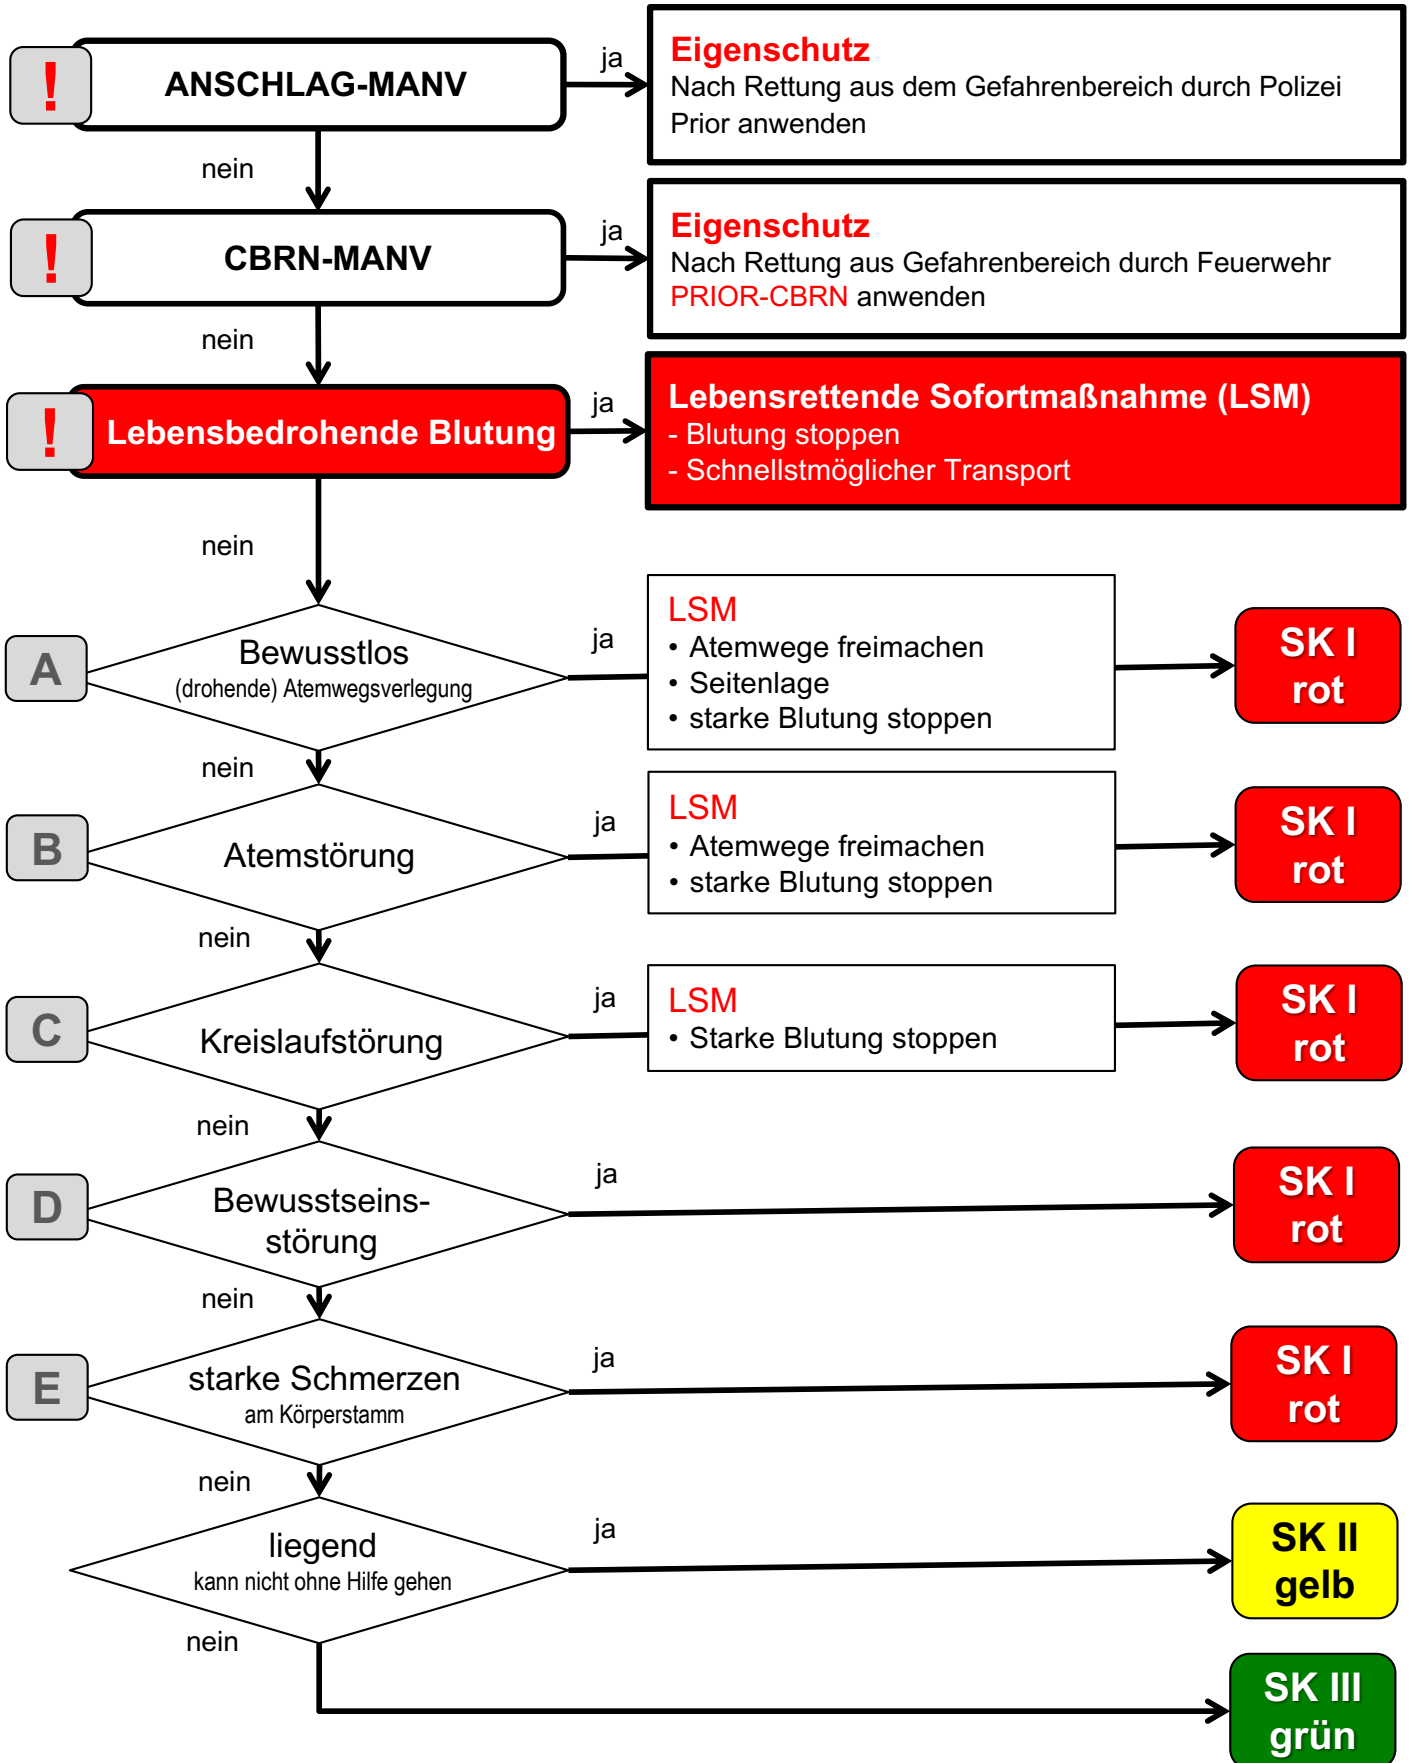 !
ANSCHLAG-MANV
ja
Eigenschutz
Nach Rettung aus dem Gefahrenbereich durch Polizei
Prior anwenden
nein
!
CBRN-MANV
ja
Eigenschutz
Nach Rettung aus Gefahrenbereich durch Feuerwehr
PRIOR-CBRN anwenden
nein
!
Lebensbedrohende Blutung
ja
Lebensrettende Sofortmaßnahme (LSM)
- Blutung stoppen
- Schnellstmöglicher Transport
nein
A
Bewusstlos
(drohende) Atemwegsverlegung
ja
LSM
• Atemwege freimachen
• Seitenlage
• starke Blutung stoppen
SK I
rot
nein
B
Atemstörung
ja
LSM
• Atemwege freimachen
• starke Blutung stoppen
SK I
rot
nein
C
Kreislaufstörung
ja
LSM
• Starke Blutung stoppen
SK I
rot
nein
D
Bewusstseins-
störung
ja
SK I
rot
nein
E
starke Schmerzen
am Körperstamm
ja
SK I
rot
nein
liegend
kann nicht ohne Hilfe gehen
ja
SK II
gelb
nein
SK III
grün